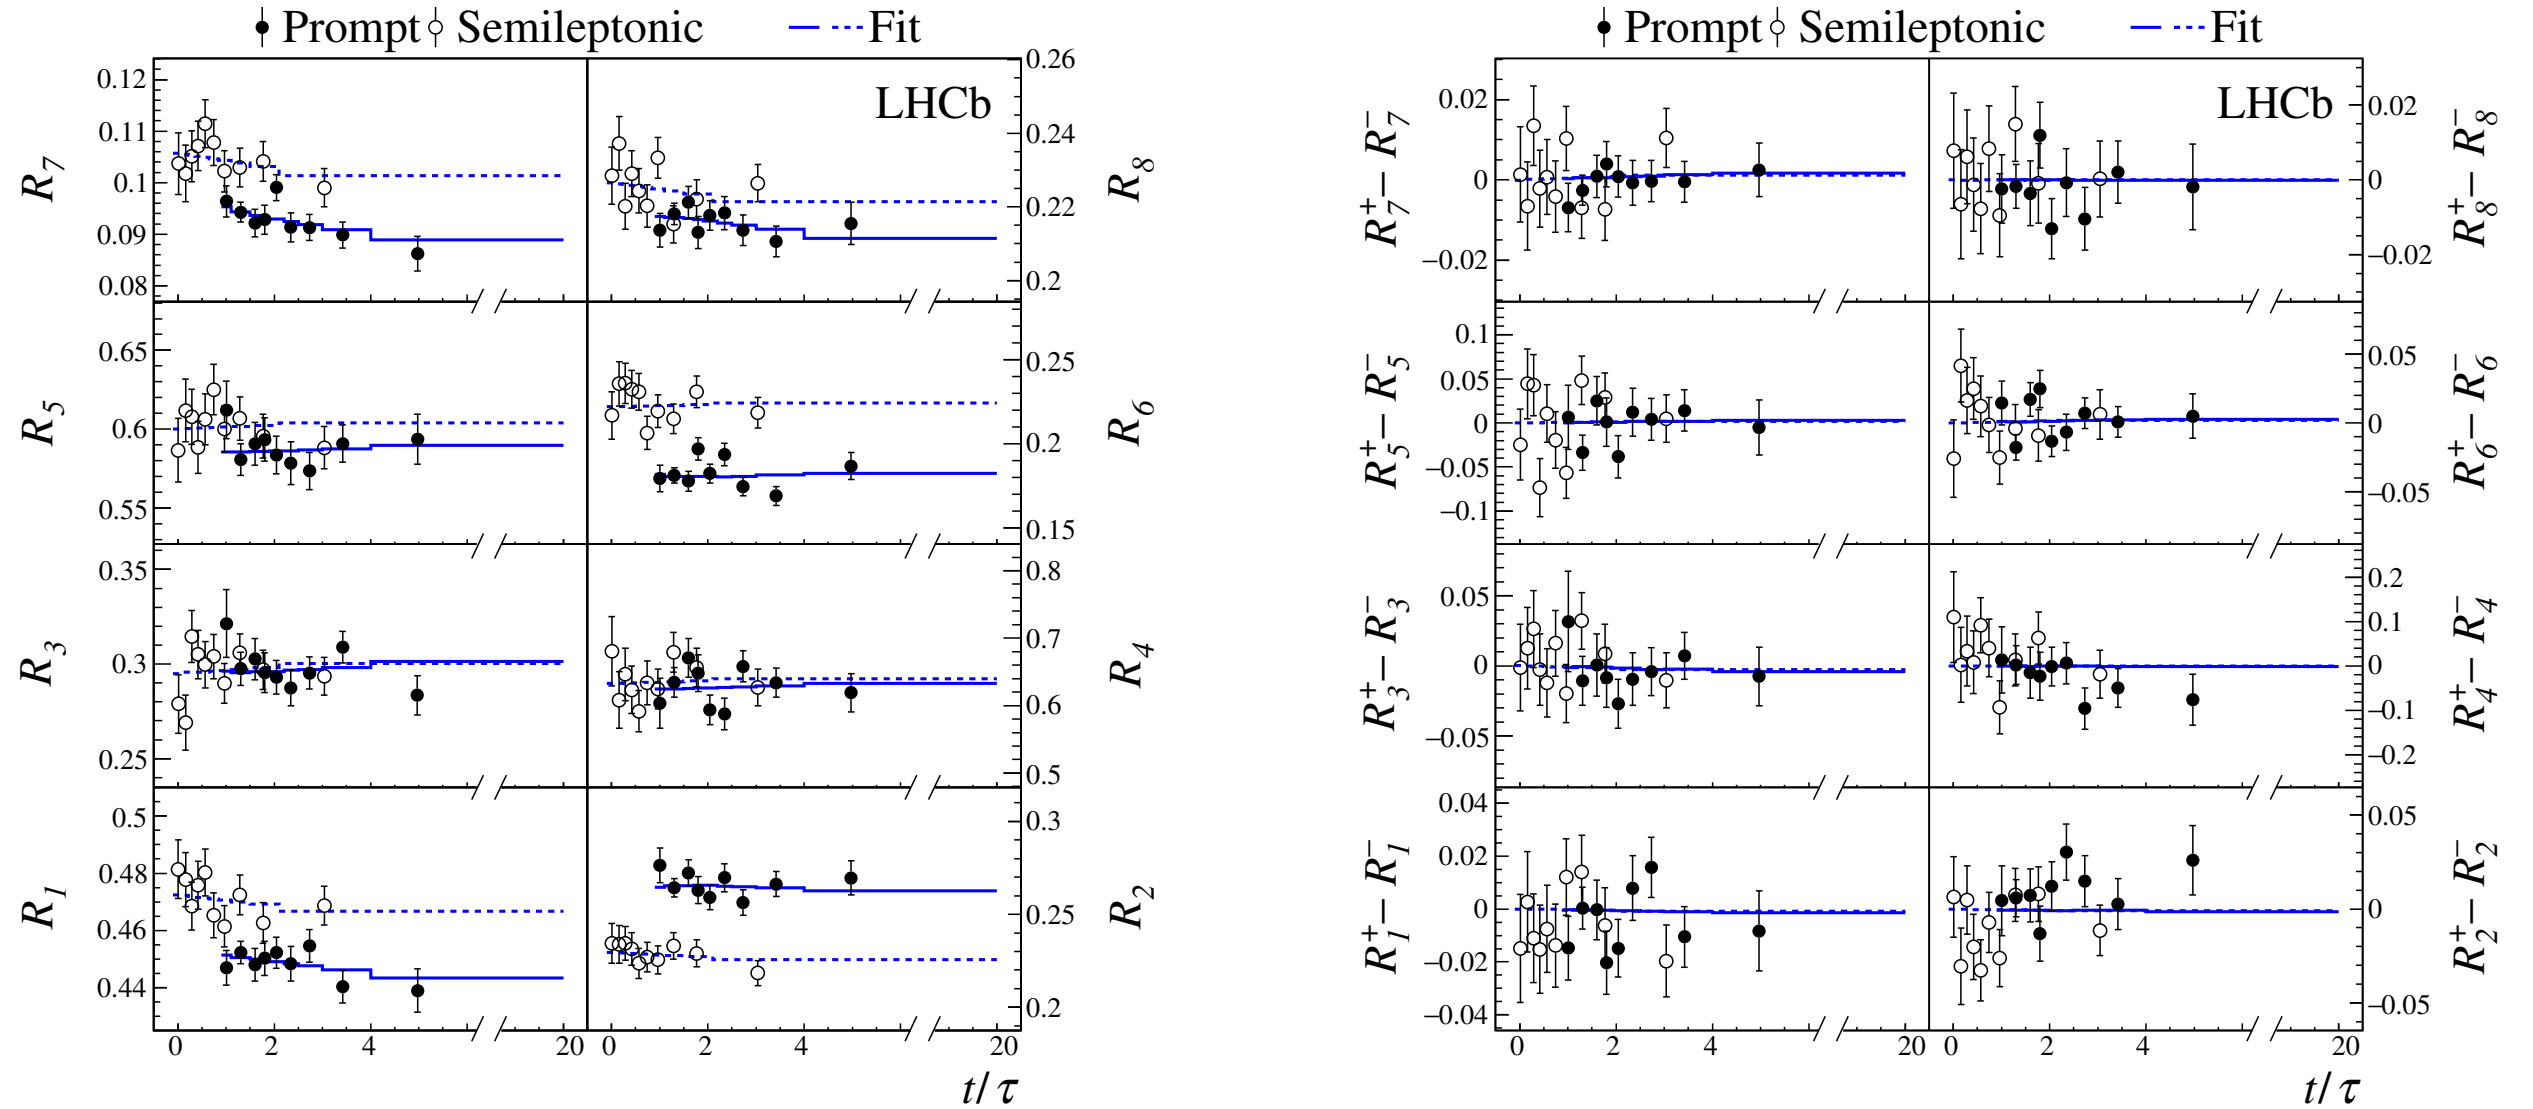 Prompt Semileptonic Fit
LHCb
R7
0.12
0.11
0.1
0.09
0.08
R8
0.26
0.24
0.22
0.2
R5
0.65
0.6
0.55
R6
0.25
0.2
0.15
R3
0.35
0.3
0.25
R4
0.8
0.7
0.6
0.5
R1
0.5
0.48
0.46
0.44
R2
0.3
0.25
0.2
0 2 4 20 0 2 4 20
t/τ
Prompt Semileptonic Fit
LHCb
R7+ − R7−
0.02
0
−0.02
R8+ − R8−
0.02
0
−0.02
R5+ − R5−
0.1
0.05
0
−0.05
−0.1
R6+ − R6−
0.05
0
−0.05
R3+ − R3−
0.05
0
−0.05
R4+ − R4−
0.2
0.1
0
−0.1
−0.2
R1+ − R1−
0.04
0.02
0
−0.02
−0.04
R2+ − R2−
0.05
0
−0.05
0 2 4 20 0 2 4 20
t/τ